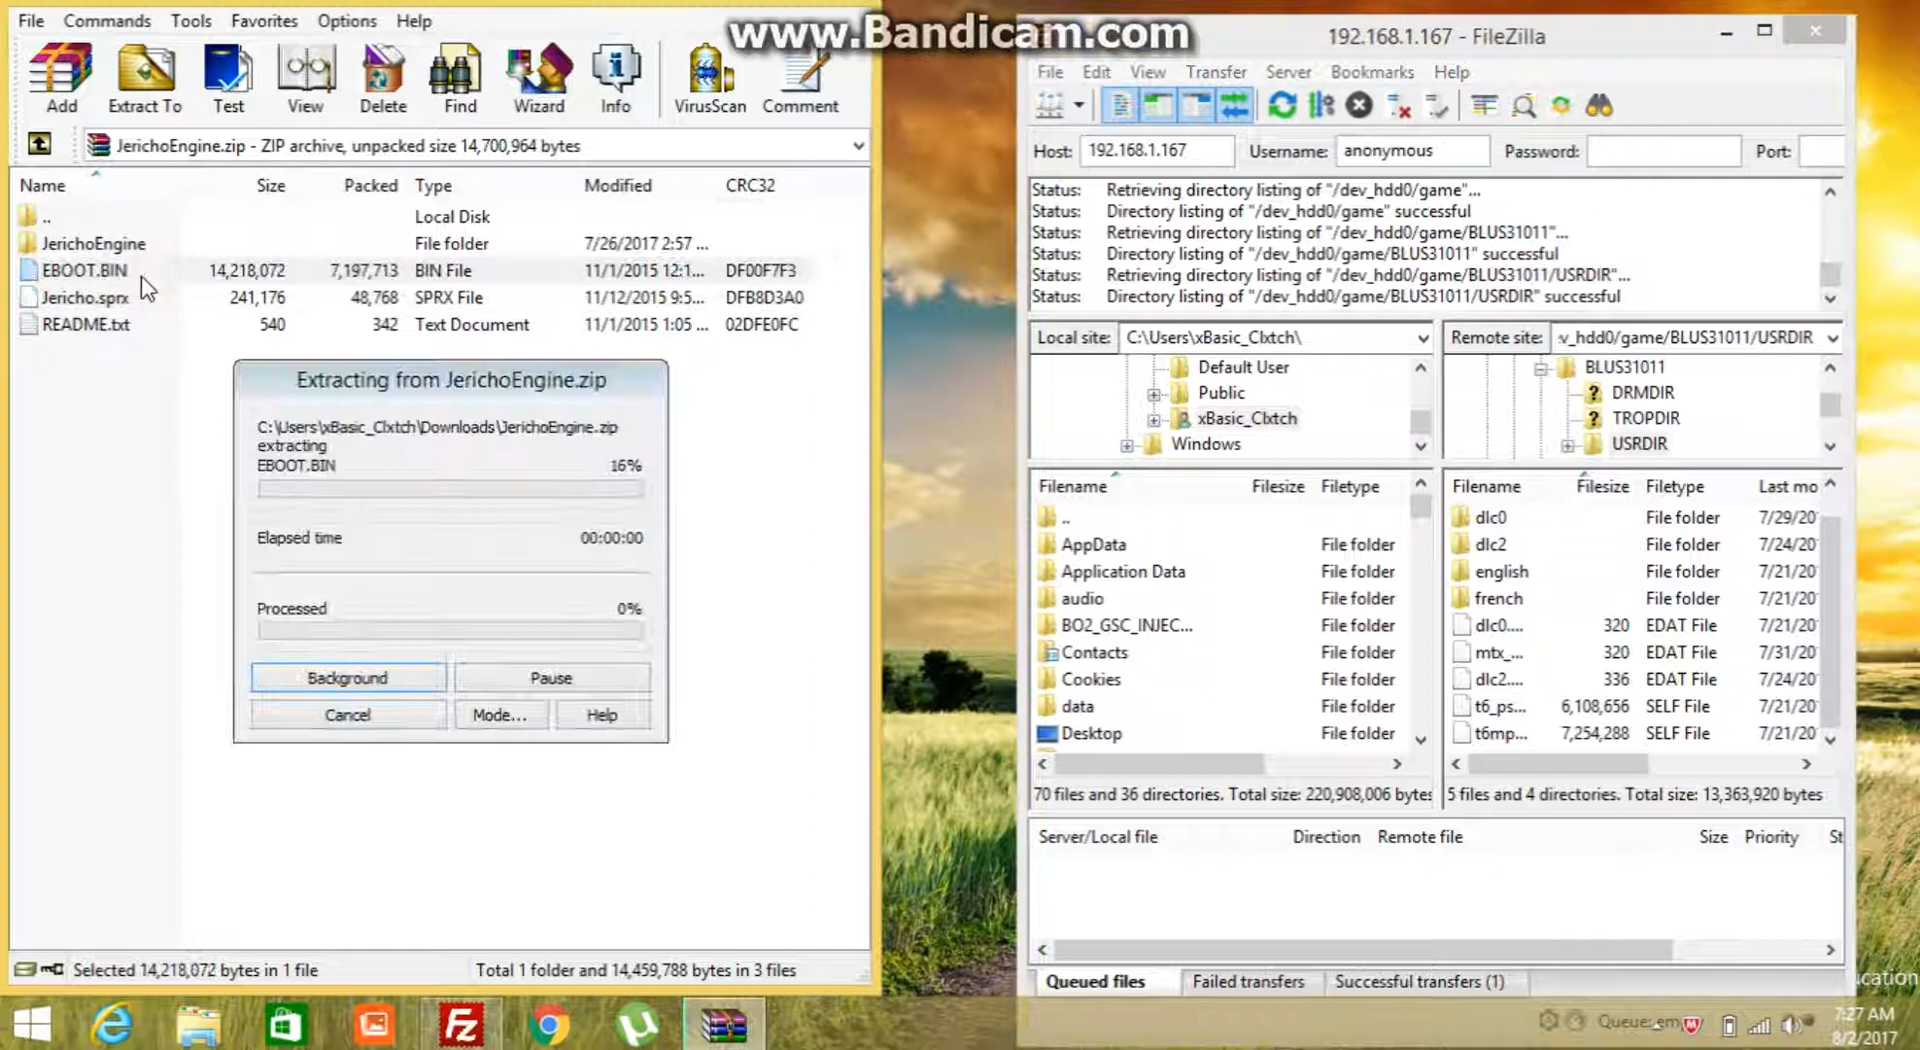 www.Bandicam.com
File Commands Tools Favorites Options Help
Add Extract To Test View Delete Find Wizard Info VirusScan Comment
JerichoEngine.zip - ZIP archive, unpacked size 14,700,964 bytes
Name Size Packed Type Modified CRC32
.. Local Disk
JerichoEngine File folder 7/26/2017 2:57 ...
EBOOT.BIN 14,218,072 7,197,713 BIN File 11/1/2015 12:1... DF00F7F3
Jericho.sprx 241,176 48,768 SPRX File 11/12/2015 9:5... DFB8D3A0
README.txt 540 342 Text Document 11/1/2015 1:05 ... 02DFE0FC
Extracting from JerichoEngine.zip
C:\Users\xBasic_Clxtch\Downloads\JerichoEngine.zip
extracting
EBOOT.BIN 16%
Elapsed time 00:00:00
Processed 0%
Background Pause
Cancel Mode... Help
Selected 14,218,072 bytes in 1 file Total 1 folder and 14,459,788 bytes in 3 files
192.168.1.167 - FileZilla
File Edit View Transfer Server Bookmarks Help
Host: 192.168.1.167 Username: anonymous Password: Port:
Status: Retrieving directory listing of "/dev_hdd0/game"...
Status: Directory listing of "/dev_hdd0/game" successful
Status: Retrieving directory listing of "/dev_hdd0/game/BLUS31011"...
Status: Directory listing of "/dev_hdd0/game/BLUS31011" successful
Status: Retrieving directory listing of "/dev_hdd0/game/BLUS31011/USRDIR"...
Status: Directory listing of "/dev_hdd0/game/BLUS31011/USRDIR" successful
Local site: C:\Users\xBasic_Clxtch\
Default User
Public
xBasic_Clxtch
Windows
Remote site: v_hdd0/game/BLUS31011/USRDIR
BLUS31011
DRMDIR
TROPDIR
USRDIR
Filename Filesize Filetype
..
AppData File folder
Application Data File folder
audio File folder
BO2_GSC_INJEC... File folder
Contacts File folder
Cookies File folder
data File folder
Desktop File folder
70 files and 36 directories. Total size: 220,908,006 bytes
Filename Filesize Filetype Last mo
dlc0 File folder 7/29/20
dlc2 File folder 7/24/20
english File folder 7/21/20
french File folder 7/21/20
dlc0.... 320 EDAT File 7/21/20
mtx_... 320 EDAT File 7/31/20
dlc2.... 336 EDAT File 7/24/20
t6_ps... 6,108,656 SELF File 7/21/20
t6mp... 7,254,288 SELF File 7/21/20
5 files and 4 directories. Total size: 13,363,920 bytes
Server/Local file Direction Remote file Size Priority St
Queued files Failed transfers Successful transfers (1)
ucation
Fz
Queue: em
7:27 AM
8/2/2017